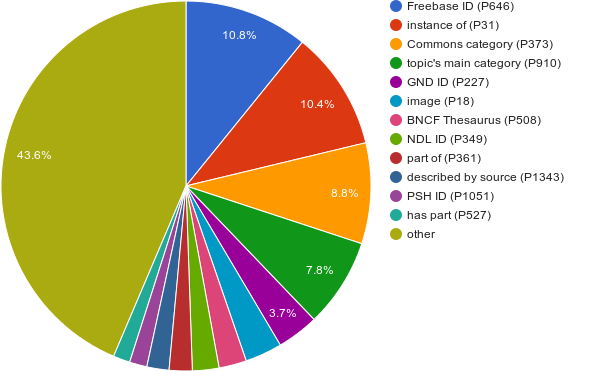 10.8%
10.4%
8.8%
7.8%
3.7%
43.6%
Freebase ID (P646)
instance of (P31)
Commons category (P373)
topic's main category (P910)
GND ID (P227)
image (P18)
BNCF Thesaurus (P508)
NDL ID (P349)
part of (P361)
described by source (P1343)
PSH ID (P1051)
has part (P527)
other